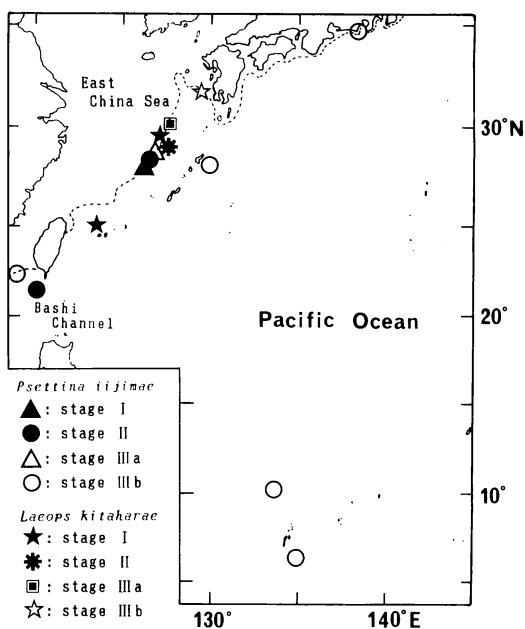 East
China Sea
30°N
Bashi
Channel
Pacific Ocean
20°
Psettina iijimae
: stage I
: stage II
: stage IIIa
: stage IIIb
10°
Laeops kitaharae
: stage I
: stage II
: stage IIIa
: stage IIIb
130°
140°E